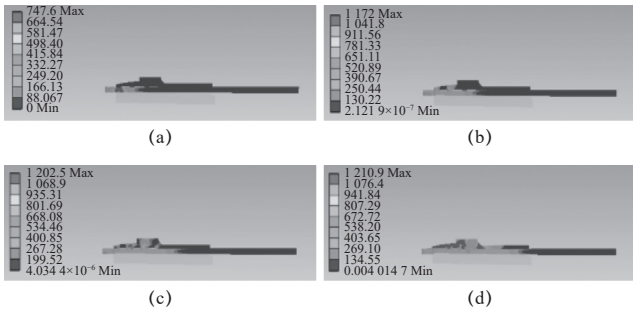 747.6 Max
664.54
581.47
498.40
415.84
332.27
249.20
166.13
88.067
0 Min
(a)
1 172 Max
1 041.8
911.56
781.33
651.11
520.89
390.67
250.44
130.22
2.121 9×10⁻⁷ Min
(b)
1 202.5 Max
1 068.9
935.31
801.69
668.08
534.46
400.85
267.28
199.52
4.034 4×10⁻⁶ Min
(c)
1 210.9 Max
1 076.4
941.84
807.29
672.72
538.20
403.65
269.10
134.55
0.004 014 7 Min
(d)